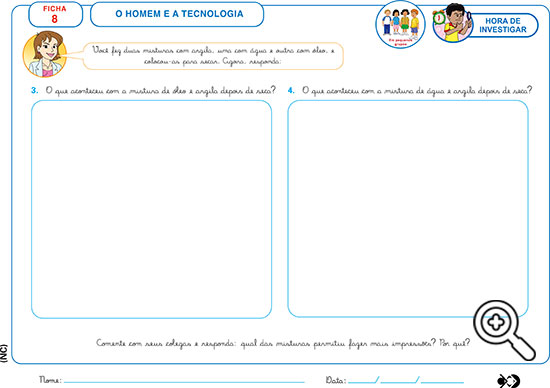 FICHA
8
O HOMEM E A TECNOLOGIA
Em pequenos
grupos
HORA DE
INVESTIGAR
Você fez duas misturas com argila, uma com água e outra com óleo, e
colocou-as para secar. Agora, responda:
3. O que aconteceu com a mistura de óleo e argila depois de seca?
4. O que aconteceu com a mistura de água e argila depois de seca?
Comente com seus colegas e responda: qual das misturas permitiu fazer mais impressões? Por quê?
(NC)
Nome:
Data: / /